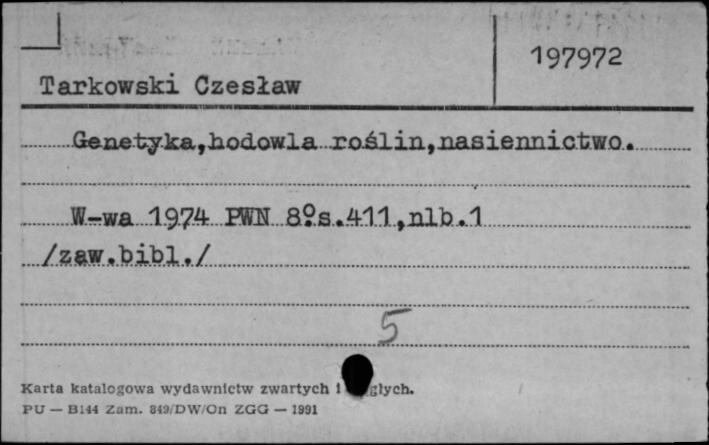 197972
Tarkowski Czesław
Genetyka,hodowla roślin,nasiennictwo.
W-wa 1974 PWN 8º.s.411,nlb.1
/zaw.bibl./
5
Karta katalogowa wydawnictw zwartych i
PU — B144 Zam. 849/DW/On ZGG — 1991